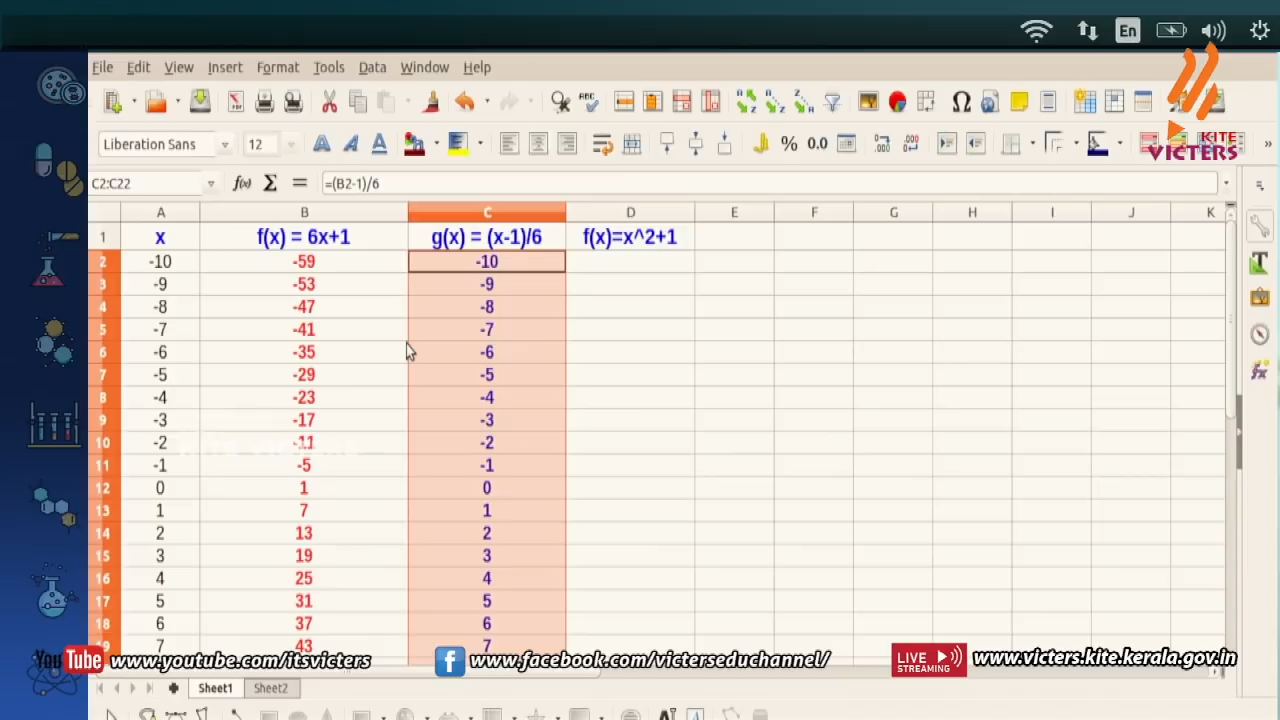 En
File Edit View Insert Format Tools Data Window Help
KITE
VICTERS
Liberation Sans 12 % 0.0 »
C2:C22 f(x) Σ = =(B2-1)/6
A B C D E F G H I J K
1 x f(x) = 6x+1 g(x) = (x-1)/6 f(x)=x^2+1
2 -10 -59 -10
3 -9 -53 -9
4 -8 -47 -8
5 -7 -41 -7
6 -6 -35 -6
7 -5 -29 -5
8 -4 -23 -4
9 -3 -17 -3
10 -2 -11 -2
11 -1 -5 -1
12 0 1 0
13 1 7 1
14 2 13 2
15 3 19 3
16 4 25 4
17 5 31 5
18 6 37 6
19 7 43 7
You Tube www.youtube.com/itsvicters f www.facebook.com/victerseduchannel/ LIVE STREAMING www.victers.kite.kerala.gov.in
Sheet1 Sheet2